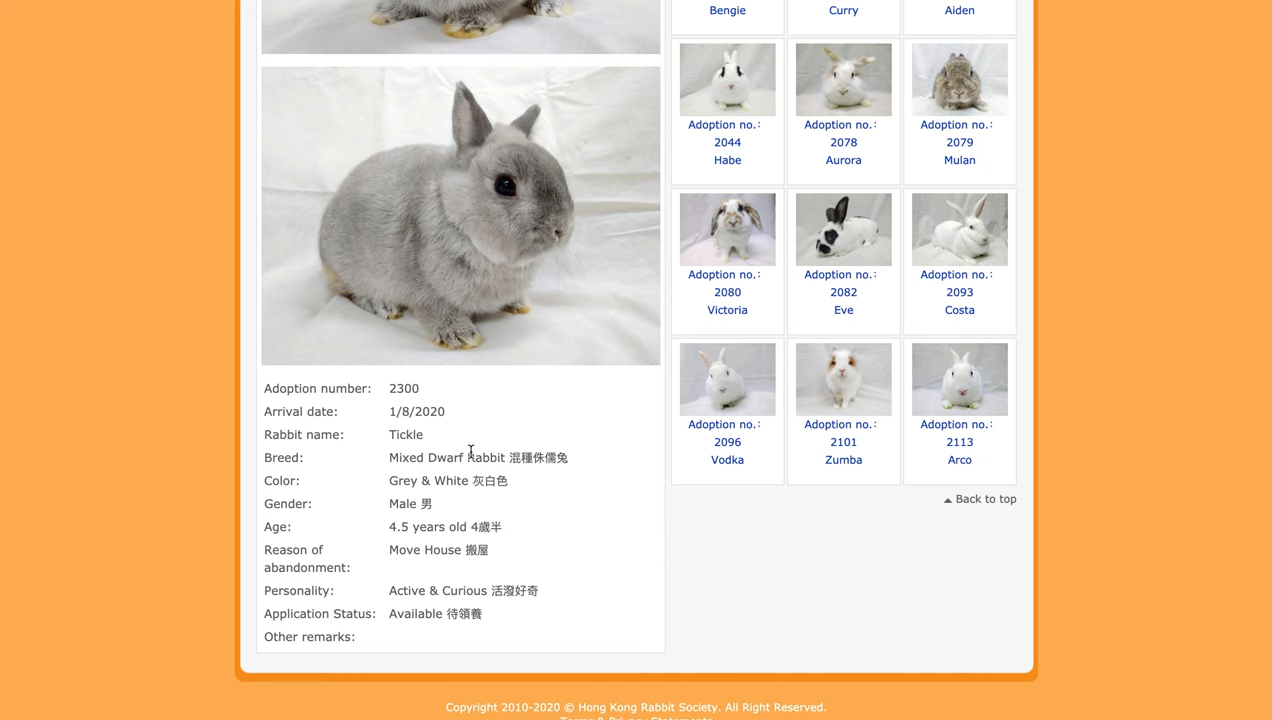 Bengie
Curry
Aiden
Adoption no.:
2044
Habe
Adoption no.:
2078
Aurora
Adoption no.:
2079
Mulan
Adoption no.:
2080
Victoria
Adoption no.:
2082
Eve
Adoption no.:
2093
Costa
Adoption no.:
2096
Vodka
Adoption no.:
2101
Zumba
Adoption no.:
2113
Arco
Back to top
Adoption number: 2300
Arrival date: 1/8/2020
Rabbit name: Tickle
Breed: Mixed Dwarf Rabbit 混種侏儒兔
Color: Grey & White 灰白色
Gender: Male 男
Age: 4.5 years old 4歲半
Reason of Move House 搬屋
abandonment:
Personality: Active & Curious 活潑好奇
Application Status: Available 待領養
Other remarks:
Copyright 2010-2020 © Hong Kong Rabbit Society. All Right Reserved.
Terms & Privacy Statements